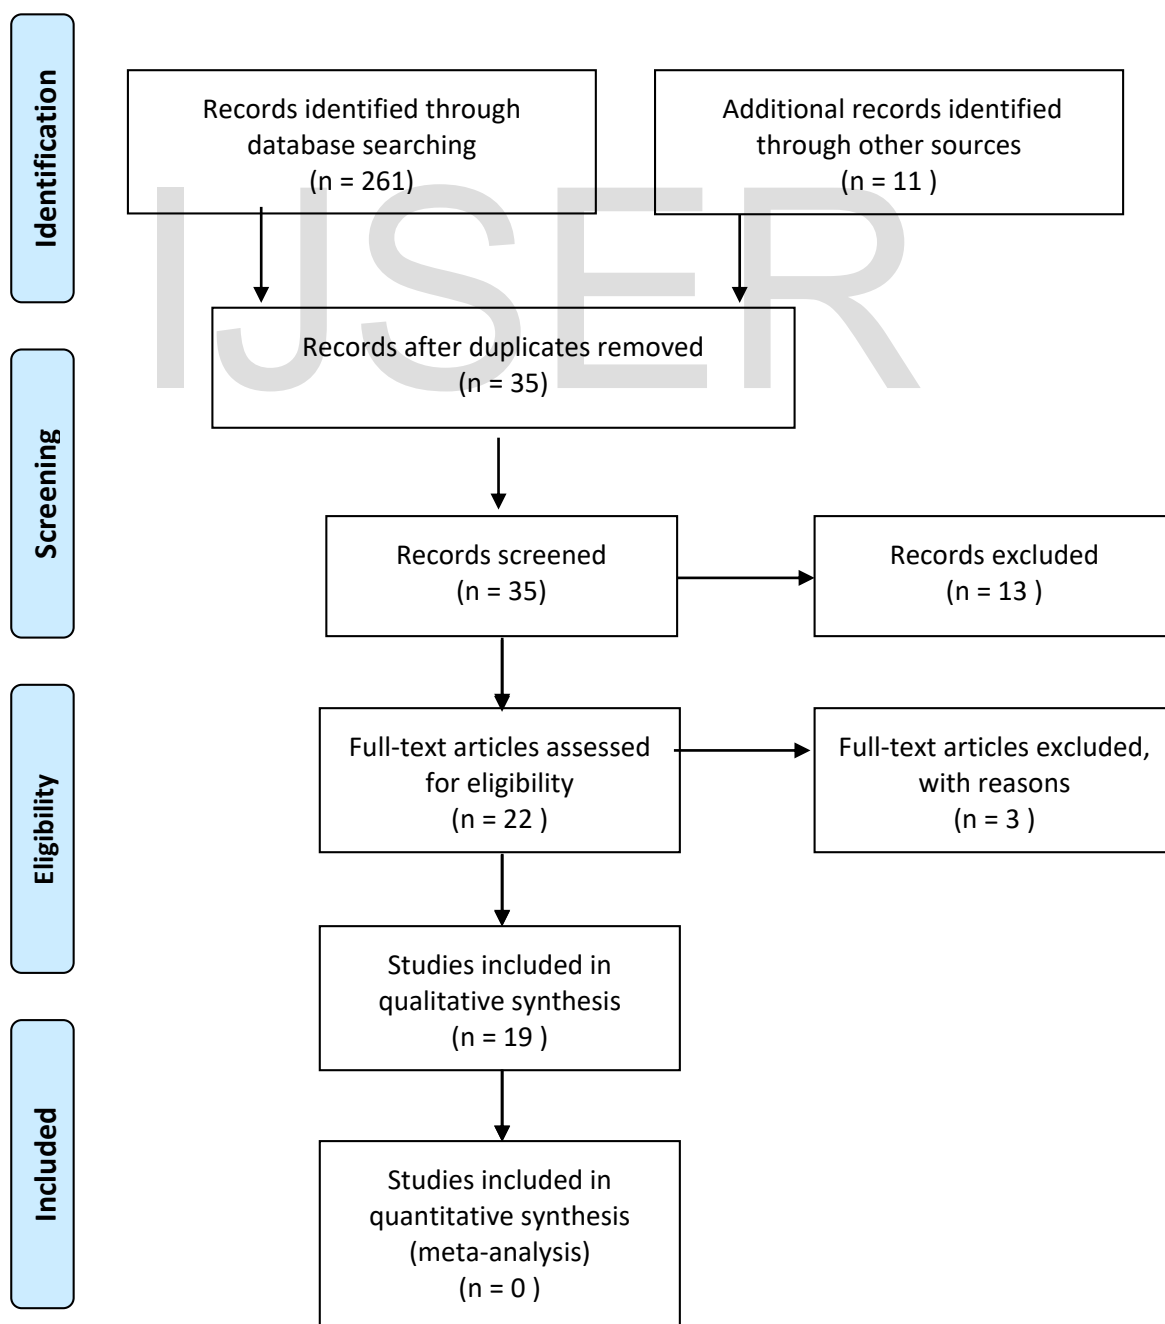 Identification
Records identified through
database searching
(n = 261)
Additional records identified
through other sources
(n = 11 )
IJSER
Records after duplicates removed
(n = 35)
Screening
Records screened
(n = 35)
Records excluded
(n = 13 )
Eligibility
Full-text articles assessed
for eligibility
(n = 22 )
Full-text articles excluded,
with reasons
(n = 3 )
Studies included in
qualitative synthesis
(n = 19 )
Included
Studies included in
quantitative synthesis
(meta-analysis)
(n = 0 )